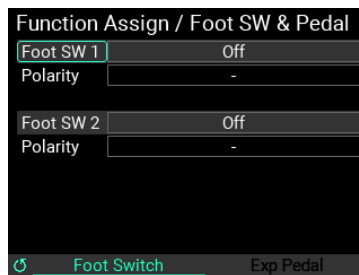 Function Assign / Foot SW & Pedal
Foot SW 1 Off
Polarity -
Foot SW 2 Off
Polarity -
Foot Switch Exp Pedal